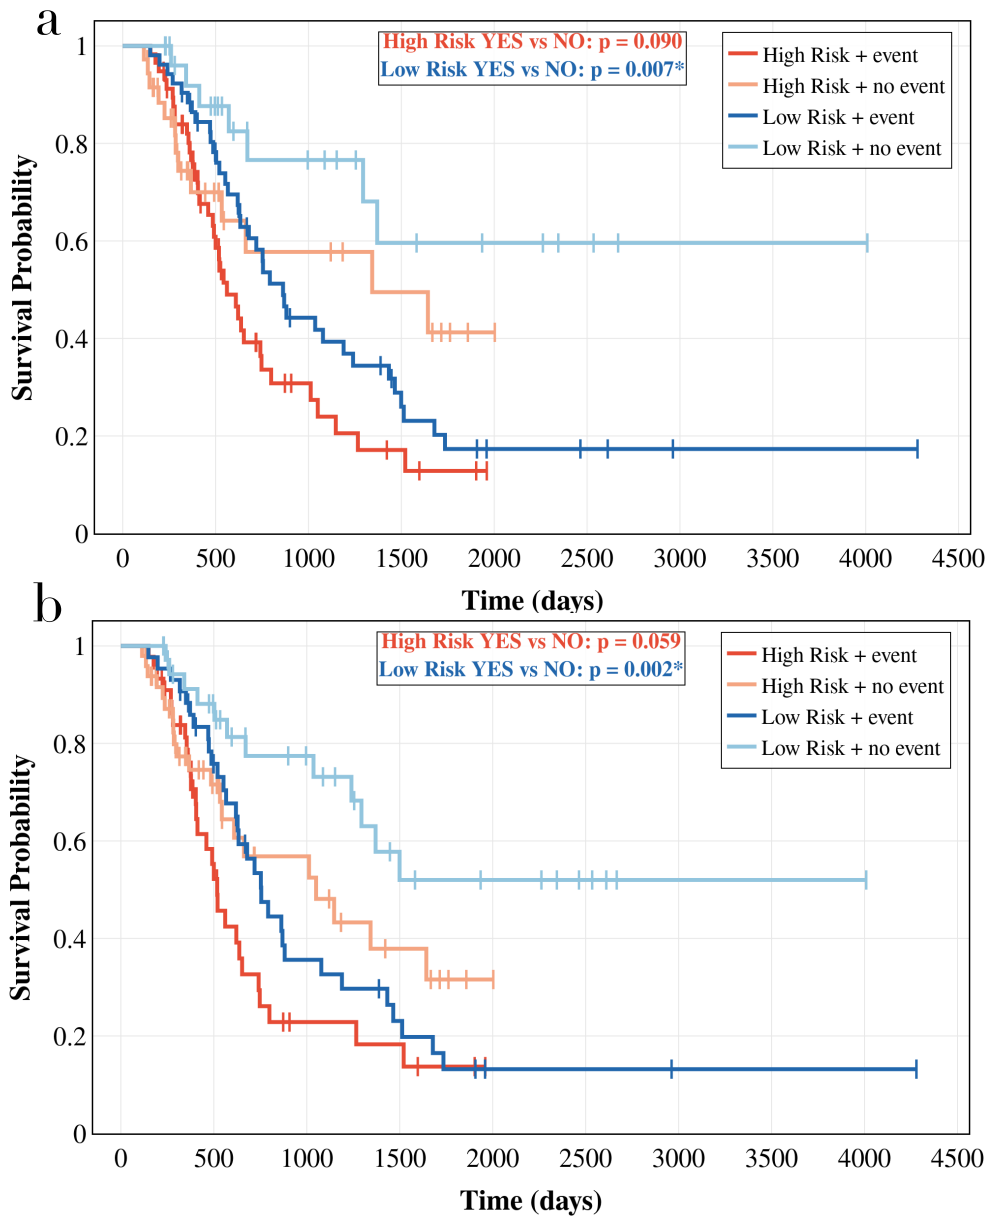 a
High Risk YES vs NO: p = 0.090
Low Risk YES vs NO: p = 0.007*
High Risk + event
High Risk + no event
Low Risk + event
Low Risk + no event
Survival Probability
1
0.8
0.6
0.4
0.2
0
0 500 1000 1500 2000 2500 3000 3500 4000 4500
Time (days)
b
High Risk YES vs NO: p = 0.059
Low Risk YES vs NO: p = 0.002*
High Risk + event
High Risk + no event
Low Risk + event
Low Risk + no event
Survival Probability
1
0.8
0.6
0.4
0.2
0
0 500 1000 1500 2000 2500 3000 3500 4000 4500
Time (days)